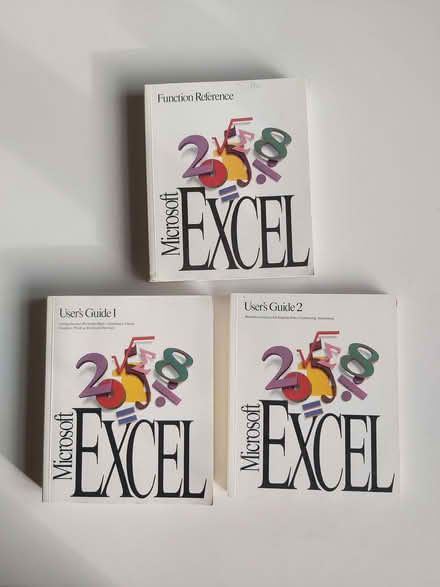 Function Reference
Microsoft
EXCEL
User's Guide 1
Microsoft
EXCEL
User's Guide 2
Microsoft
EXCEL